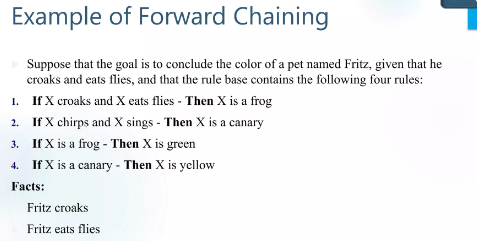 Example of Forward Chaining
Suppose that the goal is to conclude the color of a pet named Fritz, given that he
croaks and eats flies, and that the rule base contains the following four rules:
1. If X croaks and X eats flies - Then X is a frog
2. If X chirps and X sings - Then X is a canary
3. If X is a frog - Then X is green
4. If X is a canary - Then X is yellow
Facts:
Fritz croaks
Fritz eats flies